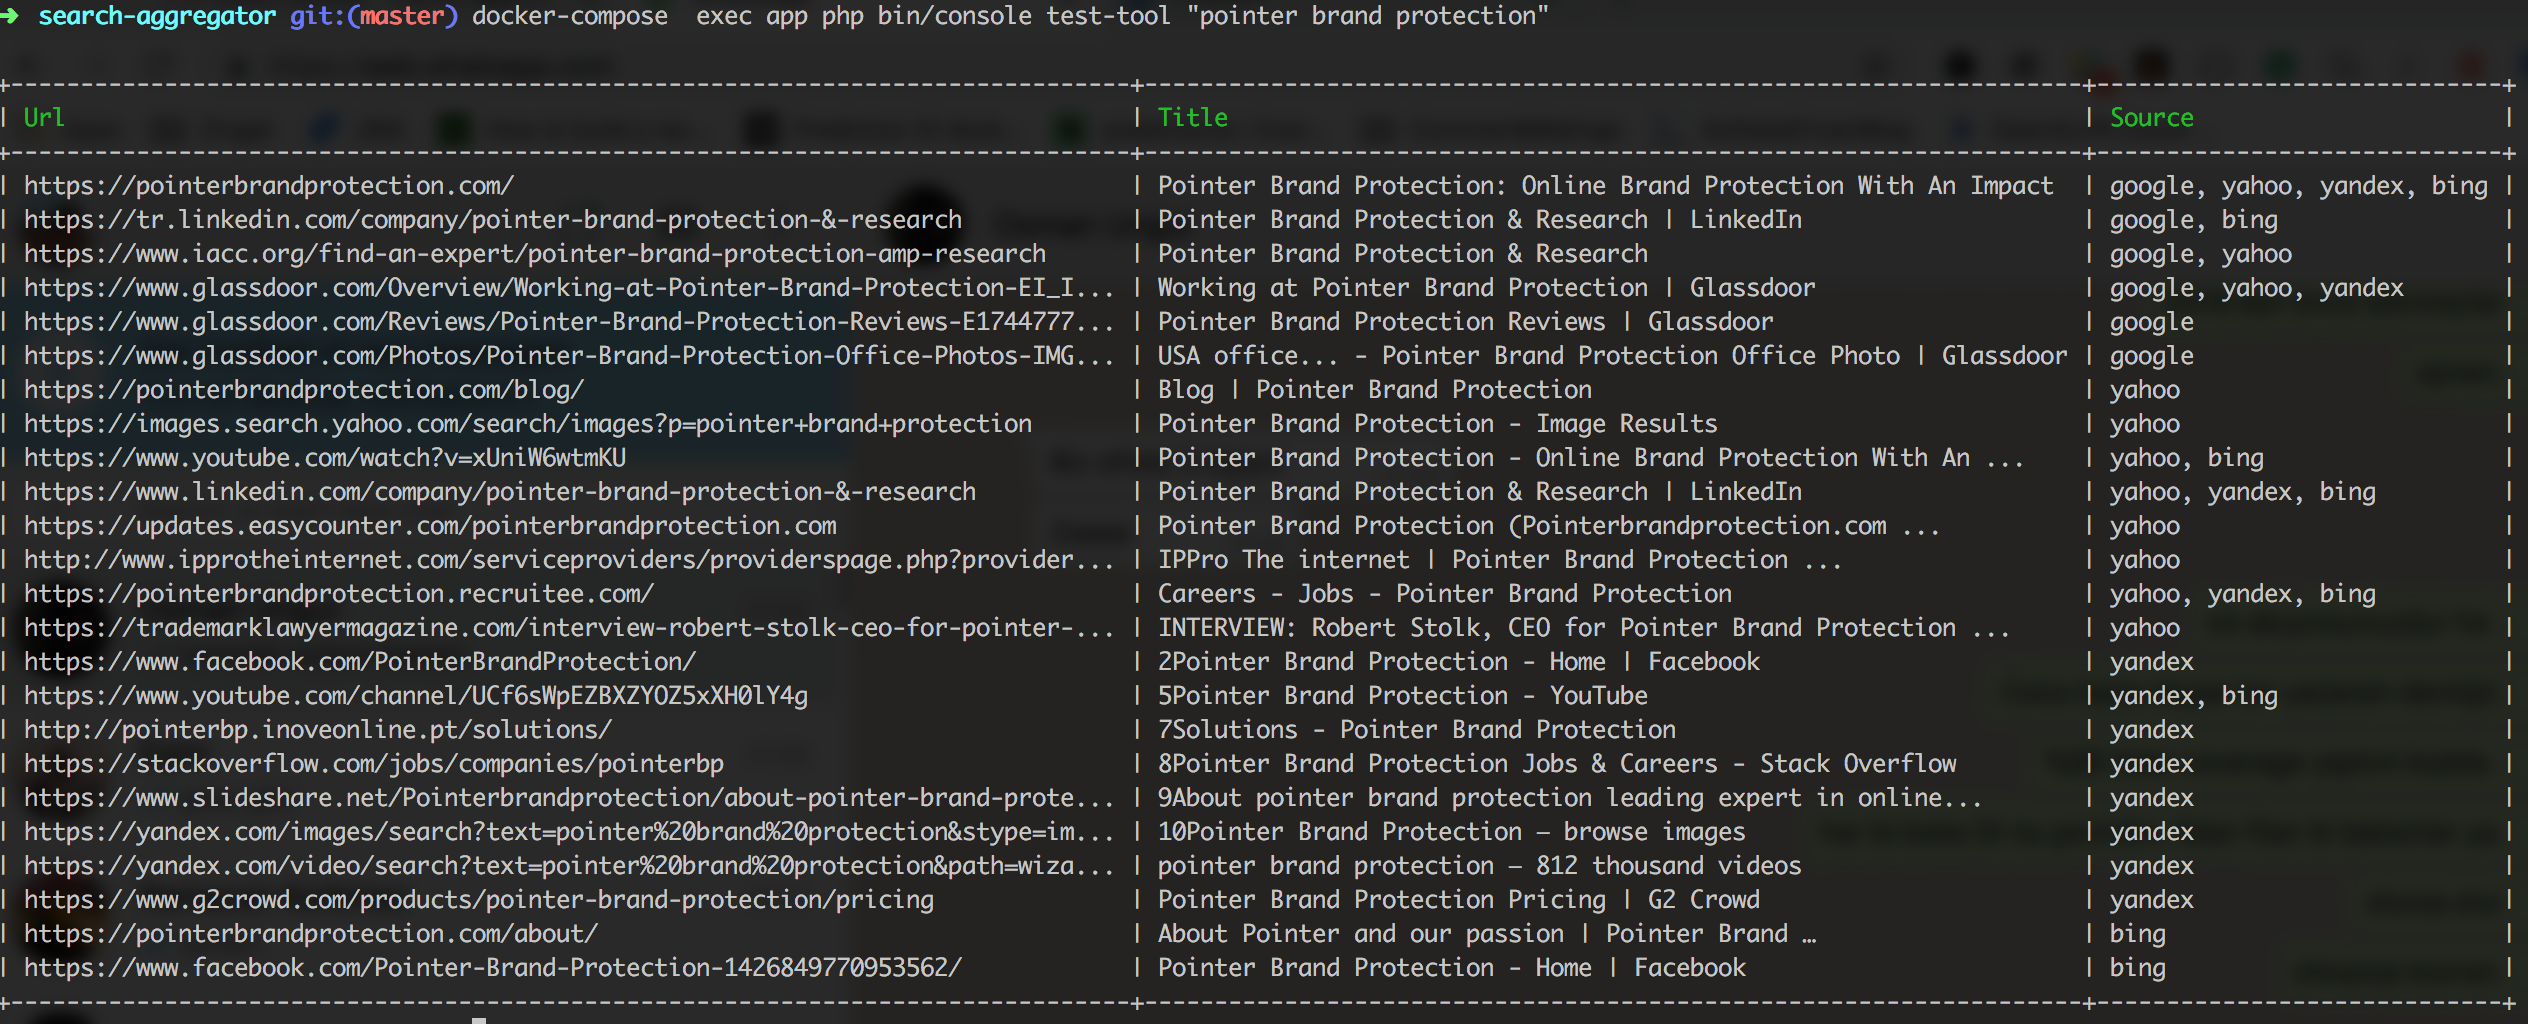 → search-aggregator git:(master) docker-compose  exec app php bin/console test-tool "pointer brand protection"
| Url | Title | Source |
| https://pointerbrandprotection.com/ | Pointer Brand Protection: Online Brand Protection With An Impact | google, yahoo, yandex, bing |
| https://tr.linkedin.com/company/pointer-brand-protection-&-research | Pointer Brand Protection & Research | LinkedIn | google, bing |
| https://www.iacc.org/find-an-expert/pointer-brand-protection-amp-research | Pointer Brand Protection & Research | google, yahoo |
| https://www.glassdoor.com/Overview/Working-at-Pointer-Brand-Protection-EI_I... | Working at Pointer Brand Protection | Glassdoor | google, yahoo, yandex |
| https://www.glassdoor.com/Reviews/Pointer-Brand-Protection-Reviews-E1744777... | Pointer Brand Protection Reviews | Glassdoor | google |
| https://www.glassdoor.com/Photos/Pointer-Brand-Protection-Office-Photos-IMG... | USA office... - Pointer Brand Protection Office Photo | Glassdoor | google |
| https://pointerbrandprotection.com/blog/ | Blog | Pointer Brand Protection | yahoo |
| https://images.search.yahoo.com/search/images?p=pointer+brand+protection | Pointer Brand Protection - Image Results | yahoo |
| https://www.youtube.com/watch?v=xUniW6wtmKU | Pointer Brand Protection - Online Brand Protection With An ... | yahoo, bing |
| https://www.linkedin.com/company/pointer-brand-protection-&-research | Pointer Brand Protection & Research | LinkedIn | yahoo, yandex, bing |
| https://updates.easycounter.com/pointerbrandprotection.com | Pointer Brand Protection (Pointerbrandprotection.com ... | yahoo |
| http://www.ipprotheinternet.com/serviceproviders/providerspage.php?provider... | IPPro The internet | Pointer Brand Protection ... | yahoo |
| https://pointerbrandprotection.recruitee.com/ | Careers - Jobs - Pointer Brand Protection | yahoo, yandex, bing |
| https://trademarklawyermagazine.com/interview-robert-stolk-ceo-for-pointer-... | INTERVIEW: Robert Stolk, CEO for Pointer Brand Protection ... | yahoo |
| https://www.facebook.com/PointerBrandProtection/ | 2Pointer Brand Protection - Home | Facebook | yandex |
| https://www.youtube.com/channel/UCf6sWpEZBXZYOZ5xXH0lY4g | 5Pointer Brand Protection - YouTube | yandex, bing |
| http://pointerbp.inoveonline.pt/solutions/ | 7Solutions - Pointer Brand Protection | yandex |
| https://stackoverflow.com/jobs/companies/pointerbp | 8Pointer Brand Protection Jobs & Careers - Stack Overflow | yandex |
| https://www.slideshare.net/Pointerbrandprotection/about-pointer-brand-prote... | 9About pointer brand protection leading expert in online... | yandex |
| https://yandex.com/images/search?text=pointer%20brand%20protection&stype=im... | 10Pointer Brand Protection — browse images | yandex |
| https://yandex.com/video/search?text=pointer%20brand%20protection&path=wiza... | pointer brand protection — 812 thousand videos | yandex |
| https://www.g2crowd.com/products/pointer-brand-protection/pricing | Pointer Brand Protection Pricing | G2 Crowd | yandex |
| https://pointerbrandprotection.com/about/ | About Pointer and our passion | Pointer Brand … | bing |
| https://www.facebook.com/Pointer-Brand-Protection-1426849770953562/ | Pointer Brand Protection - Home | Facebook | bing |